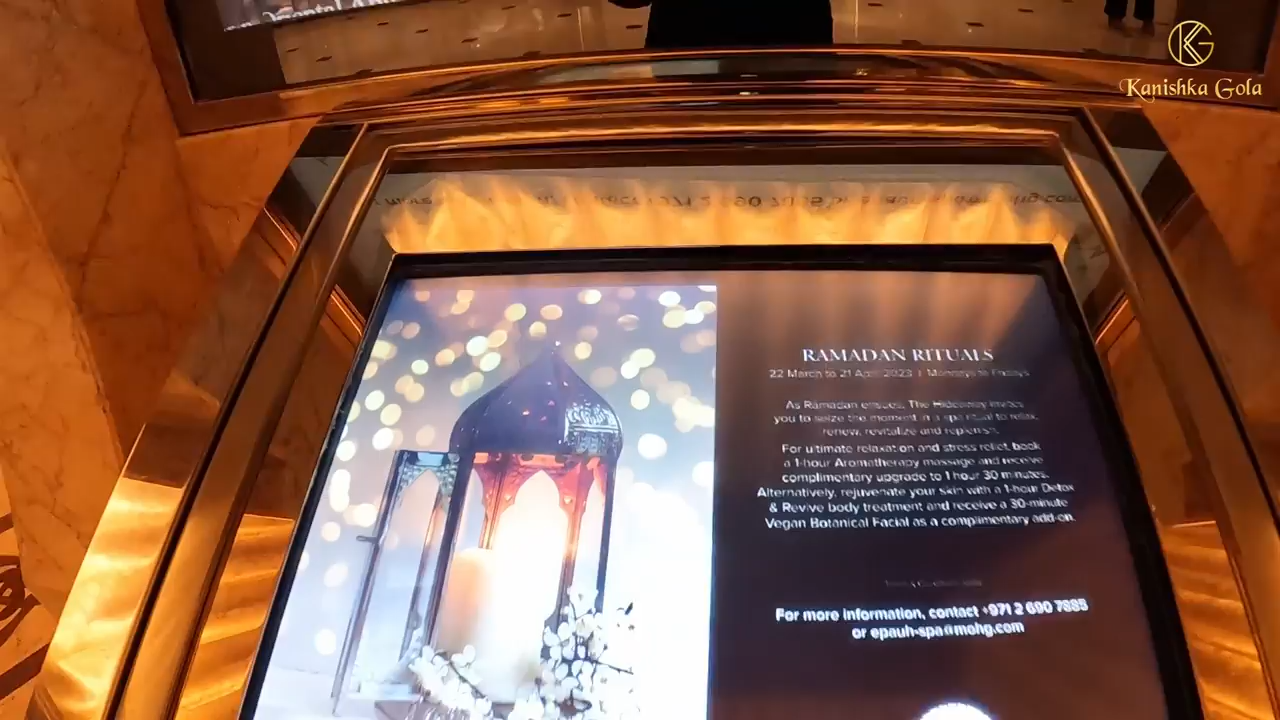 Oriental
KG
Kanishka Gola
RAMADAN RITUALS
22 March to 21 April 2023 | Mondays to Fridays
As Ramadan ensues, The Hideaway invites
you to seize the moment in a spa ritual to relax,
renew, revitalize and replenish.
For ultimate relaxation and stress relief, book
a 1-hour Aromatherapy massage and receive
complimentary upgrade to 1 hour 30 minutes.
Alternatively, rejuvenate your skin with a 1-hour Detox
& Revive body treatment and receive a 30-minute
Vegan Botanical Facial as a complimentary add-on.
For more information, contact +971 2 690 7885
or epauh-spa@mohg.com